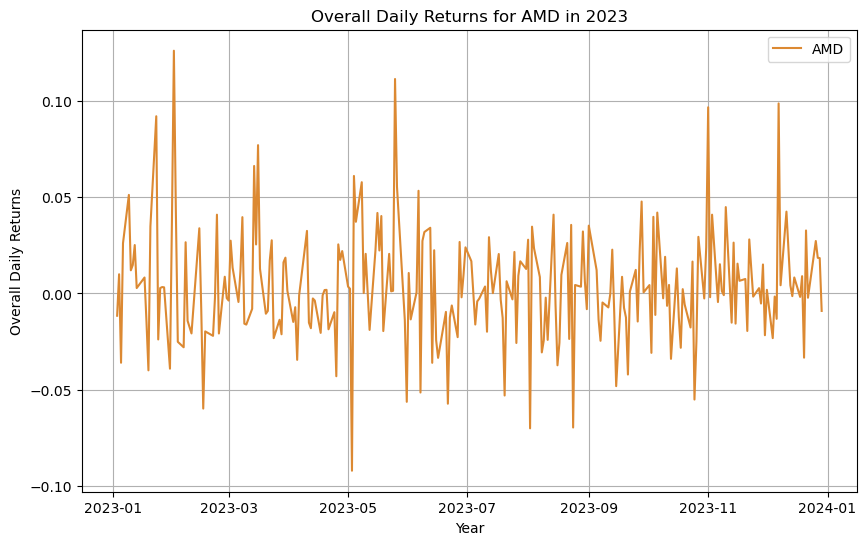 Overall Daily Returns for AMD in 2023
AMD
Overall Daily Returns
0.10
0.05
0.00
−0.05
−0.10
2023-01 2023-03 2023-05 2023-07 2023-09 2023-11 2024-01
Year